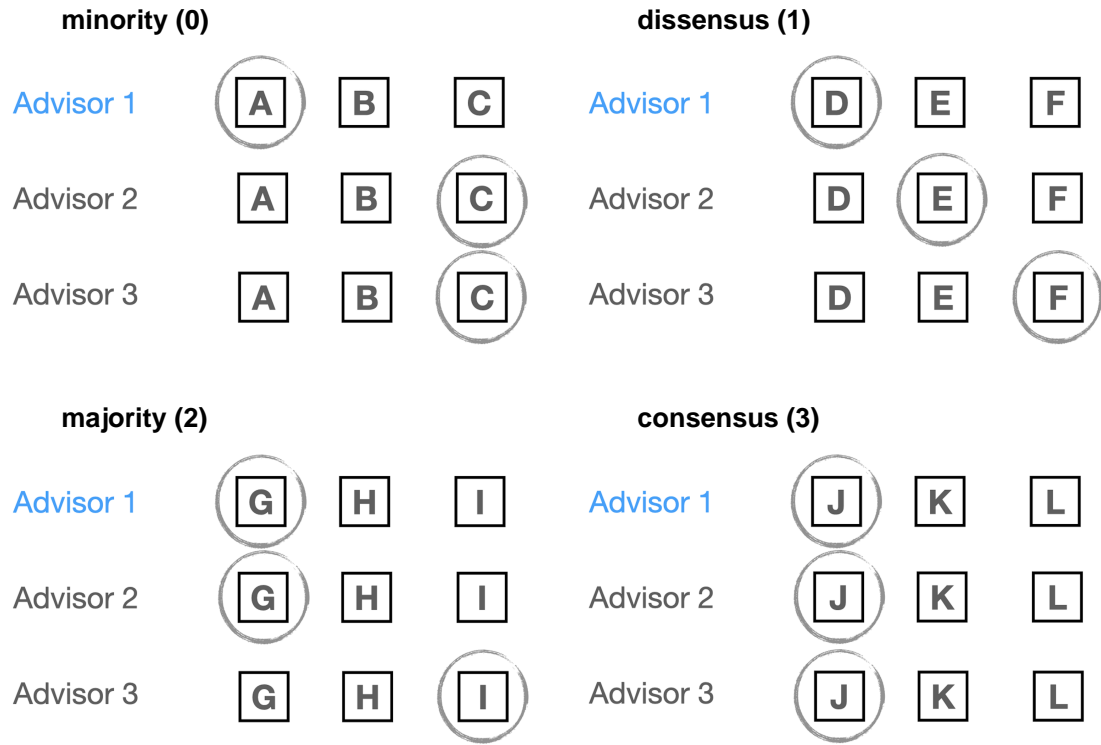 minority (0)
Advisor 1 A B C
Advisor 2 A B C
Advisor 3 A B C
dissensus (1)
Advisor 1 D E F
Advisor 2 D E F
Advisor 3 D E F
majority (2)
Advisor 1 G H I
Advisor 2 G H I
Advisor 3 G H I
consensus (3)
Advisor 1 J K L
Advisor 2 J K L
Advisor 3 J K L